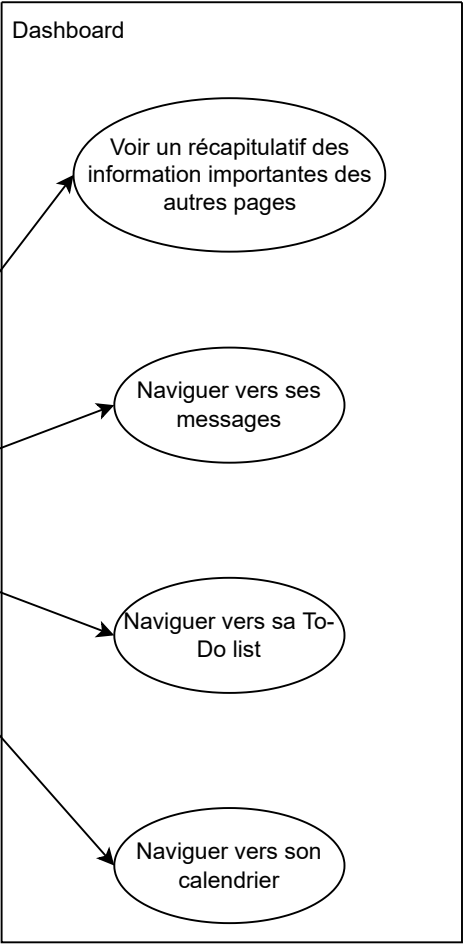 Dashboard
Voir un récapitulatif des
information importantes des
autres pages
Naviguer vers ses
messages
Naviguer vers sa To-
Do list
Naviguer vers son
calendrier